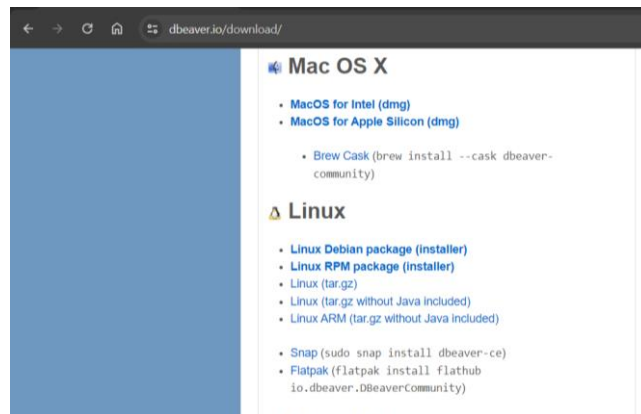 dbeaver.io/download/
Mac OS X
MacOS for Intel (dmg)
MacOS for Apple Silicon (dmg)
Brew Cask (brew install --cask dbeaver-
community)
Linux
Linux Debian package (installer)
Linux RPM package (installer)
Linux (tar.gz)
Linux (tar.gz without Java included)
Linux ARM (tar.gz without Java included)
Snap (sudo snap install dbeaver-ce)
Flatpak (flatpak install flathub
io.dbeaver.DBeaverCommunity)